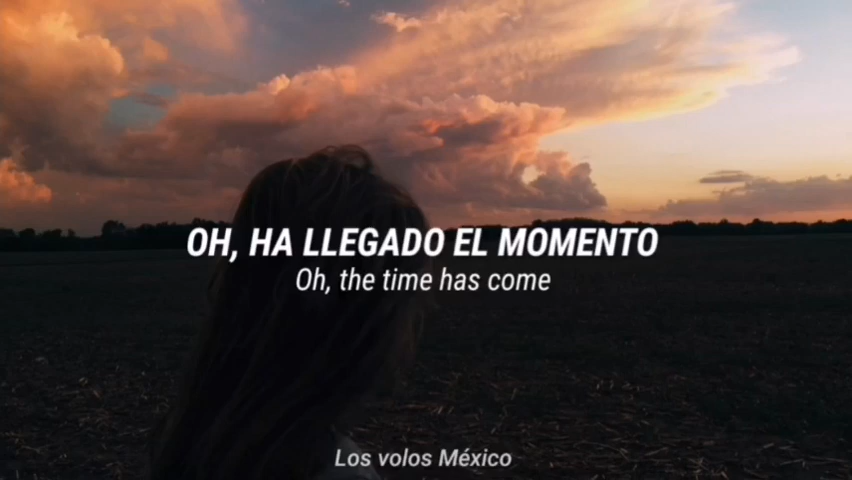 OH, HA LLEGADO EL MOMENTO
Oh, the time has come
Los volos México